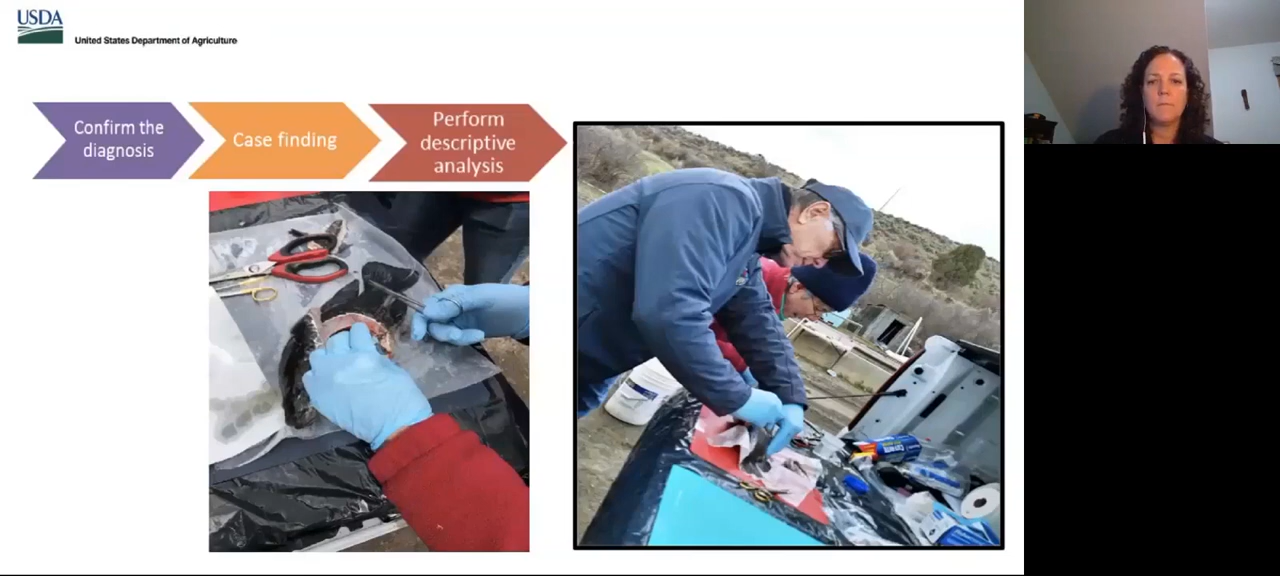 USDA
United States Department of Agriculture
Confirm the
diagnosis
Case finding
Perform
descriptive
analysis